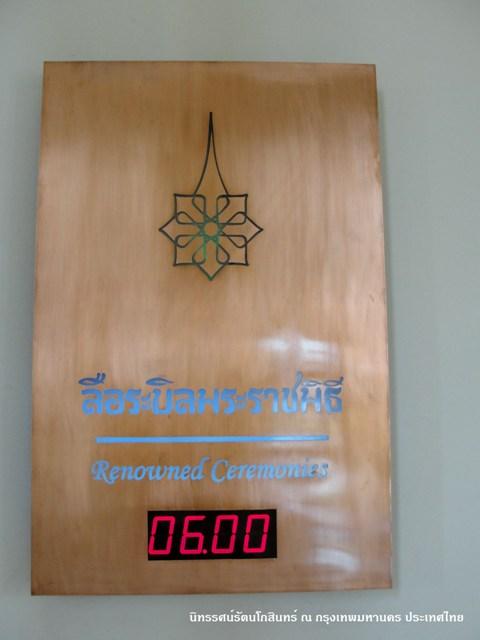 ลือระบิลพระราชพิธี
Renowned Ceremonies
06.00
นิทรรศน์รัตนโกสินทร์ ณ กรุงเทพมหานคร ประเทศไทย